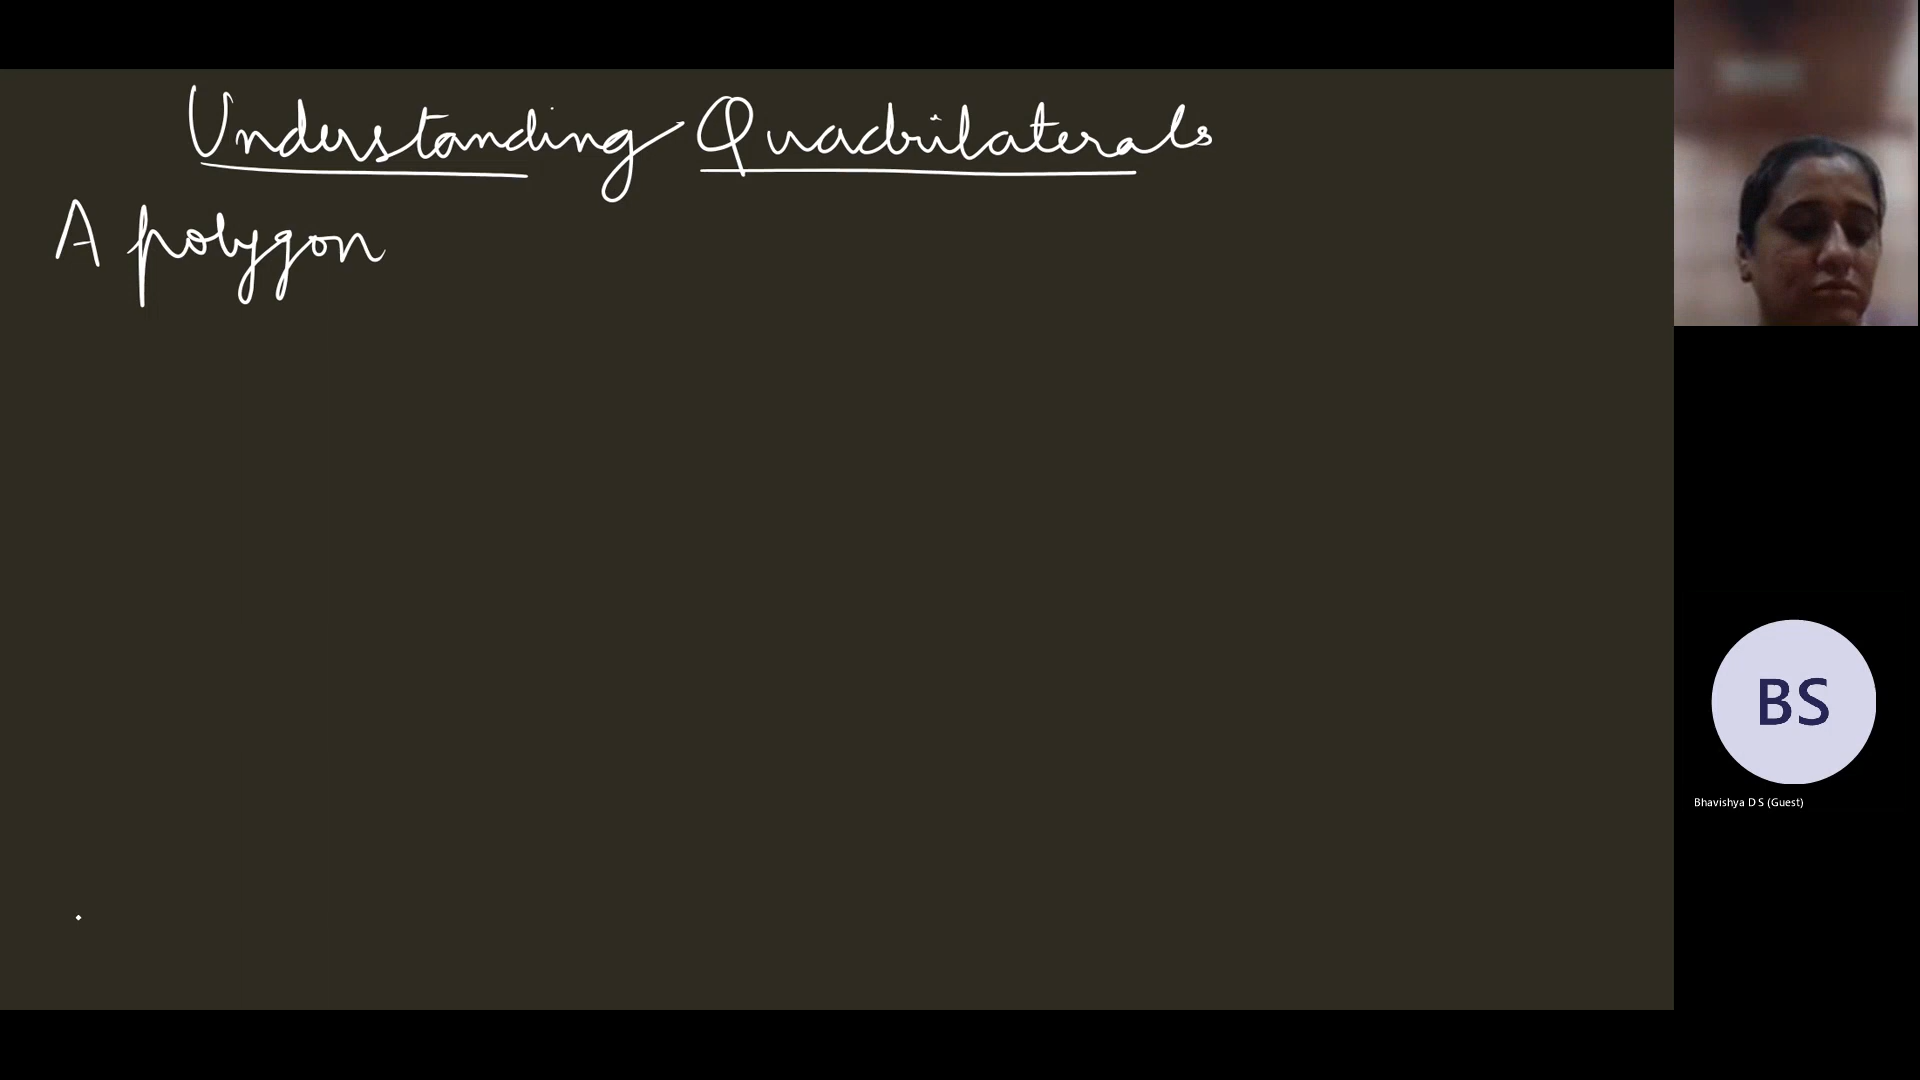 Understanding Quadrilaterals
A polygon
BS
Bhavishya D S (Guest)